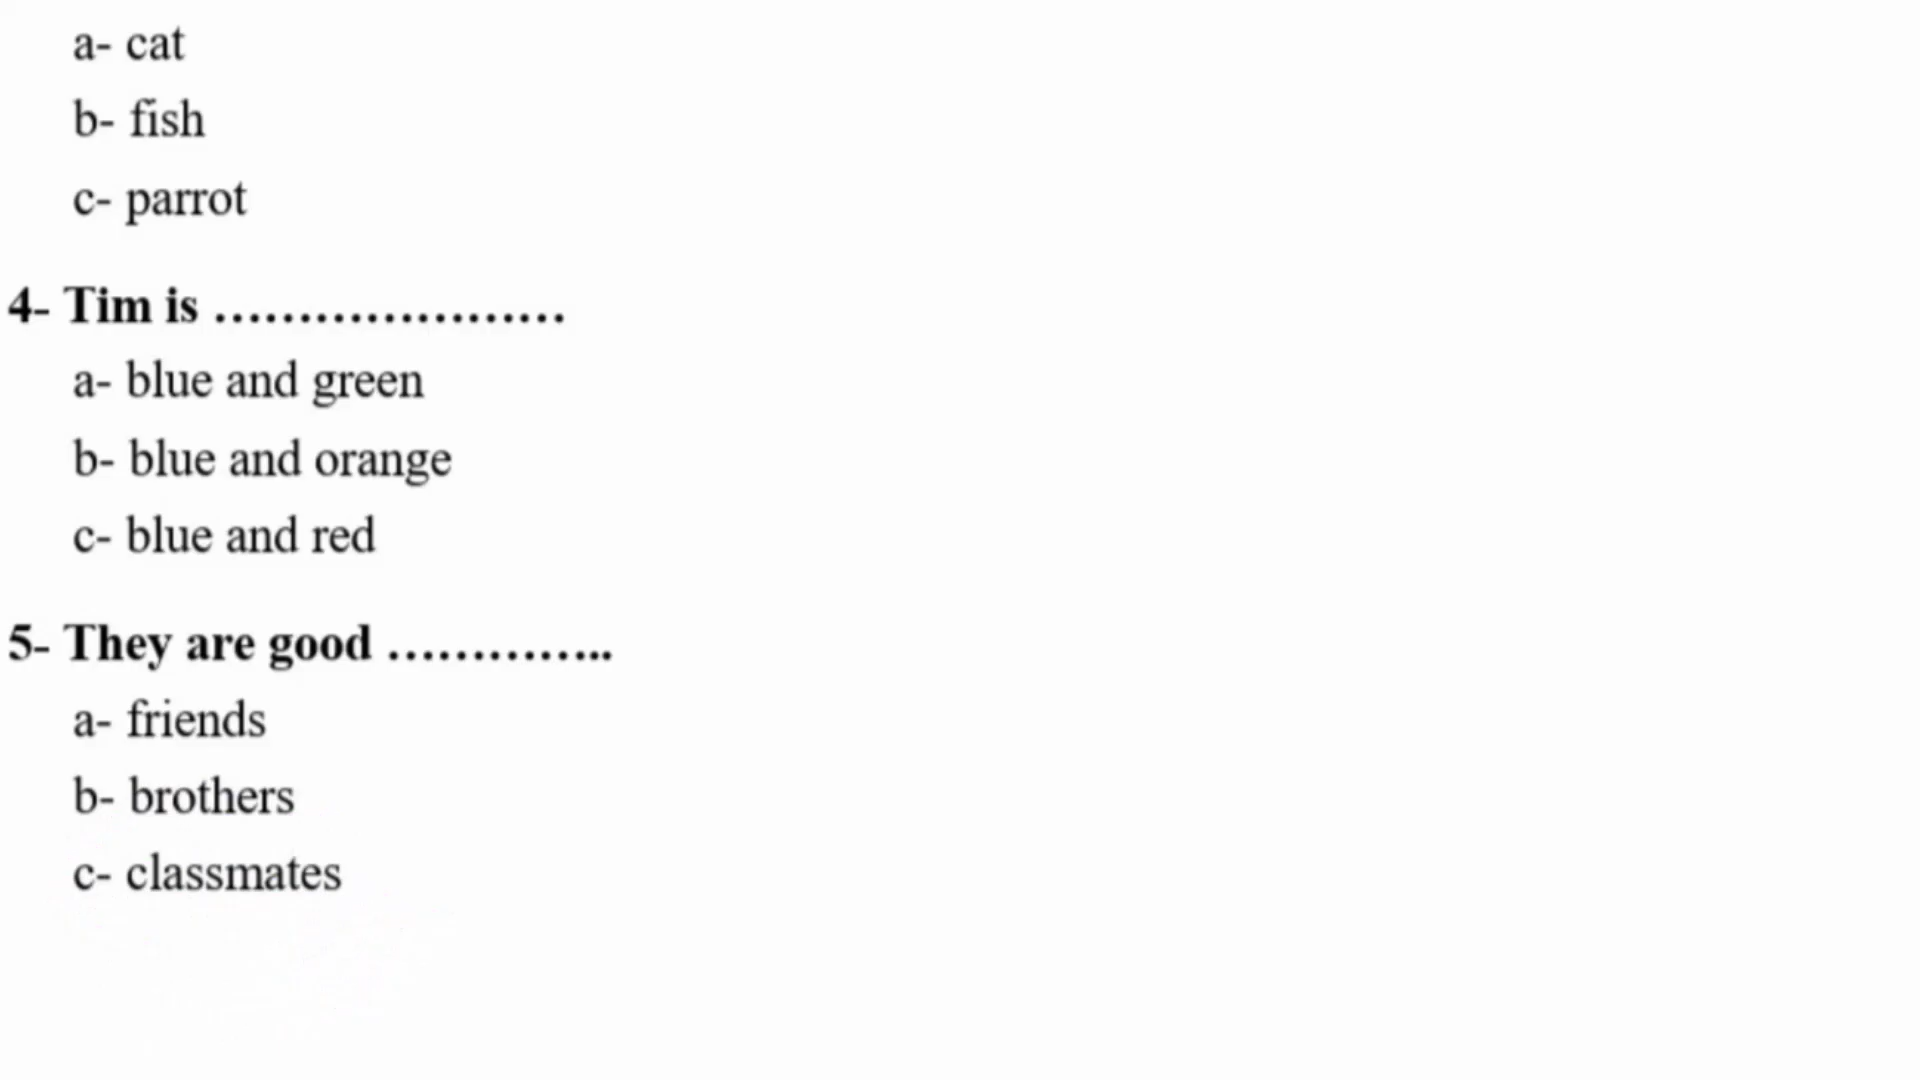 a- cat
b- fish
c- parrot
4- Tim is …………………
a- blue and green
b- blue and orange
c- blue and red
5- They are good …………..
a- friends
b- brothers
c- classmates